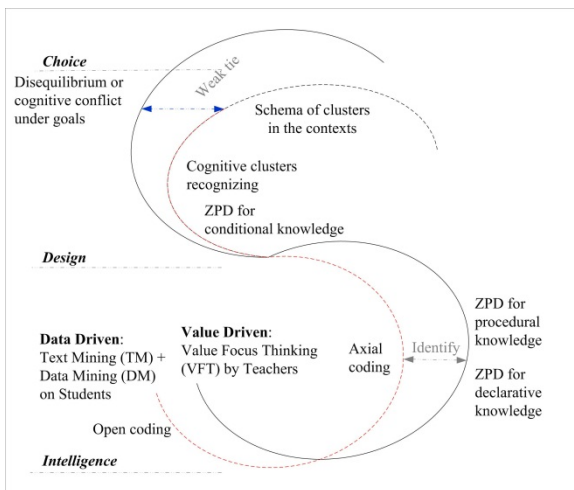 Choice
Disequilibrium or
cognitive conflict
under goals
Weak tie
Schema of clusters
in the contexts
Cognitive clusters
recognizing
ZPD for
conditional knowledge
Design
ZPD for
procedural
knowledge
Data Driven:
Text Mining (TM) +
Data Mining (DM)
on Students
Value Driven:
Value Focus Thinking
(VFT) by Teachers
Axial
coding
Identify
ZPD for
declarative
knowledge
Open coding
Intelligence